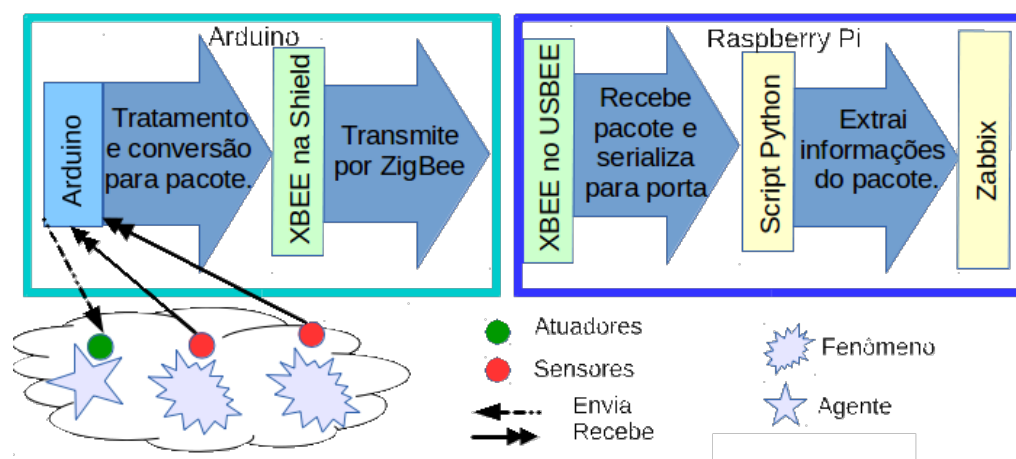 Arduino
Arduino
Tratamento
e conversão
para pacote.
XBEE na Shield
Transmite
por ZigBee
Raspberry Pi
XBEE no USBEE
Recebe
pacote e
serializa
para porta
Script Python
Extrai
informações
do pacote.
Zabbix
Atuadores
Sensores
Envia
Recebe
Fenômeno
Agente